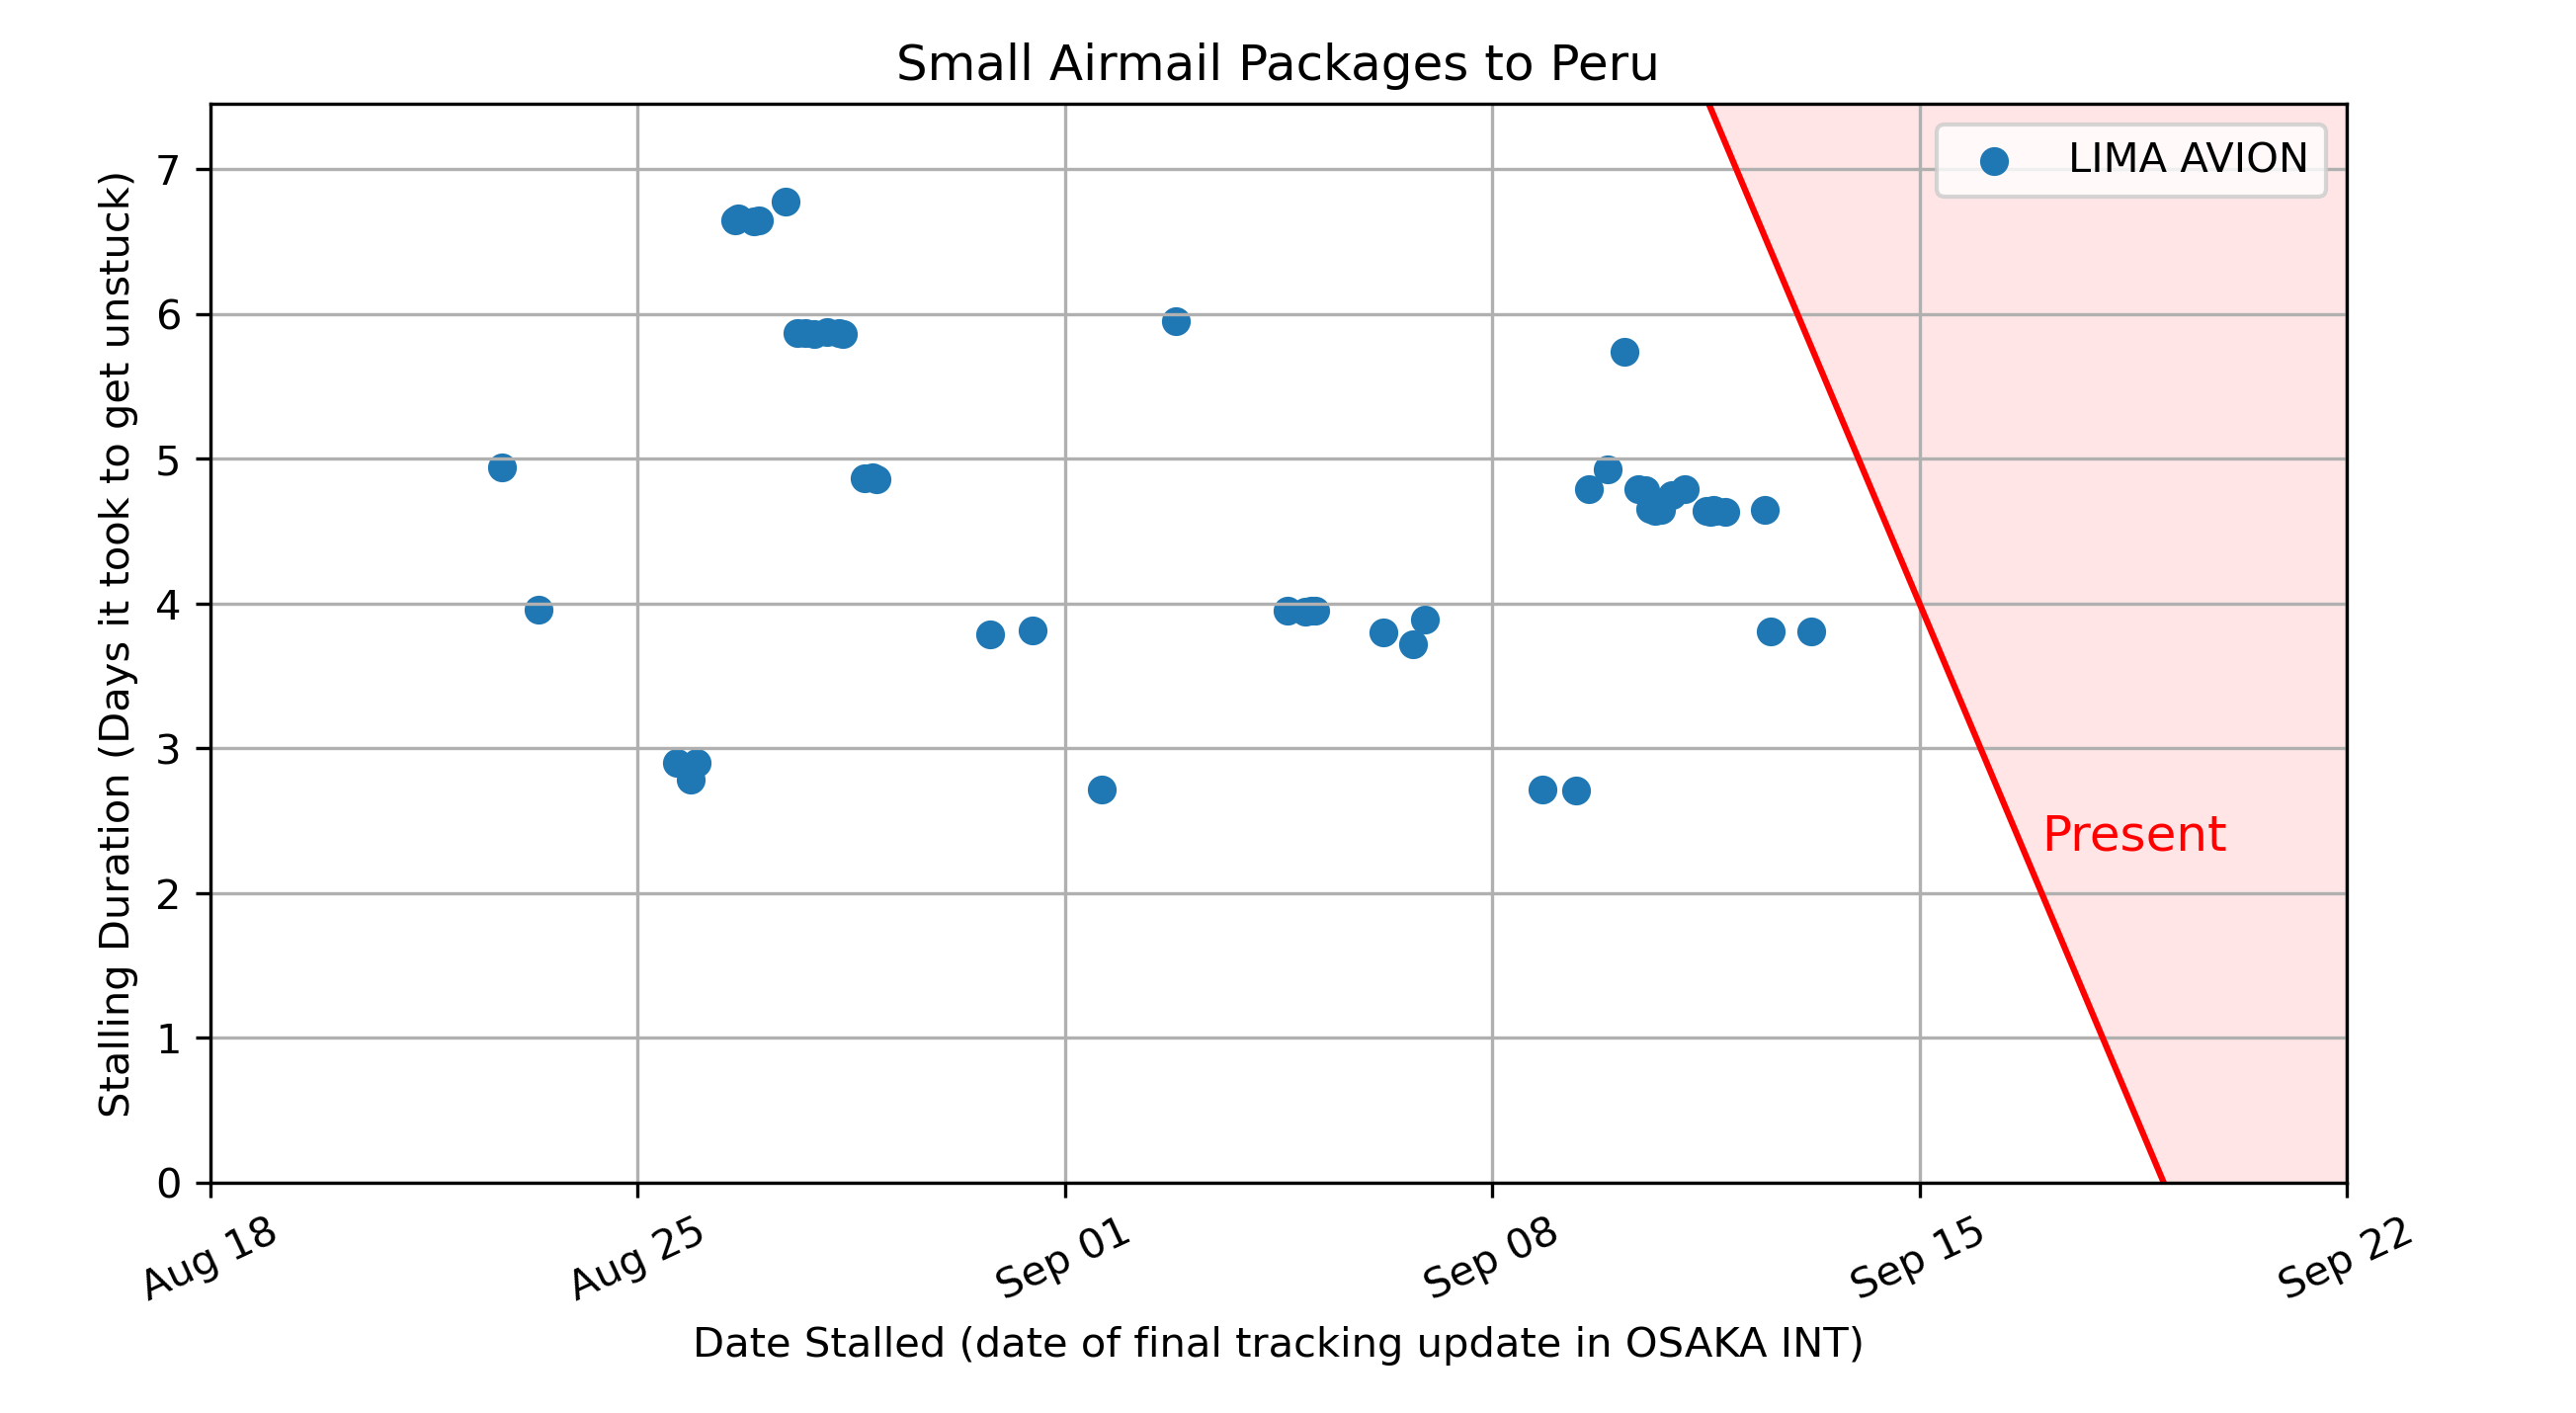 Small Airmail Packages to Peru
LIMA AVION
Stalling Duration (Days it took to get unstuck)
7
6
5
4
3
2
1
0
Present
Aug 18
Aug 25
Sep 01
Sep 08
Sep 15
Sep 22
Date Stalled (date of final tracking update in OSAKA INT)